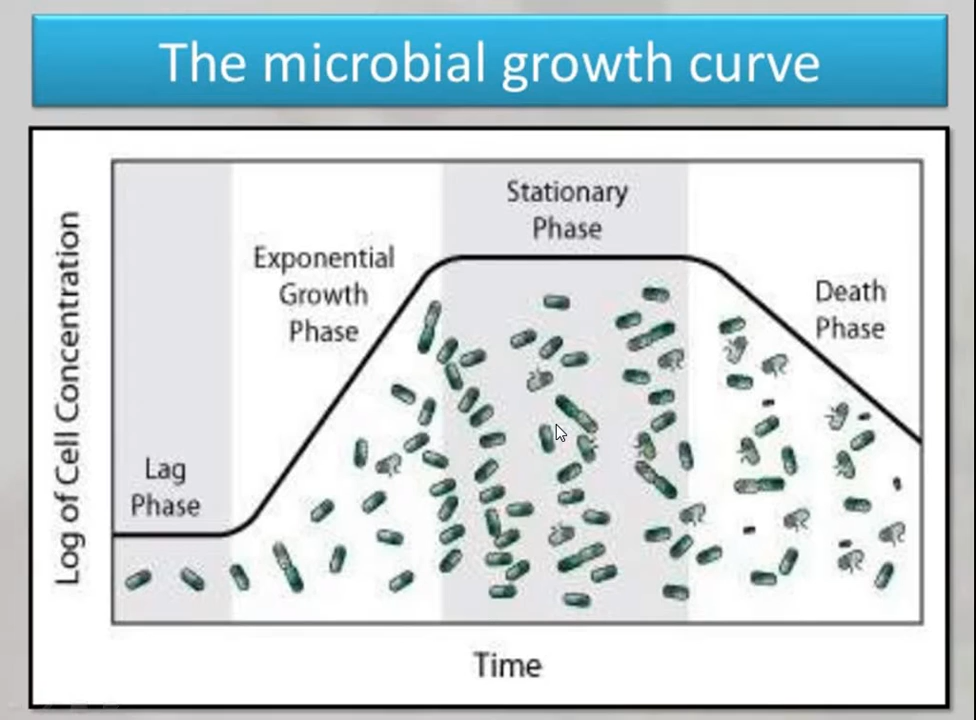 The microbial growth curve
Log of Cell Concentration
Lag
Phase
Exponential
Growth
Phase
Stationary
Phase
Death
Phase
Time